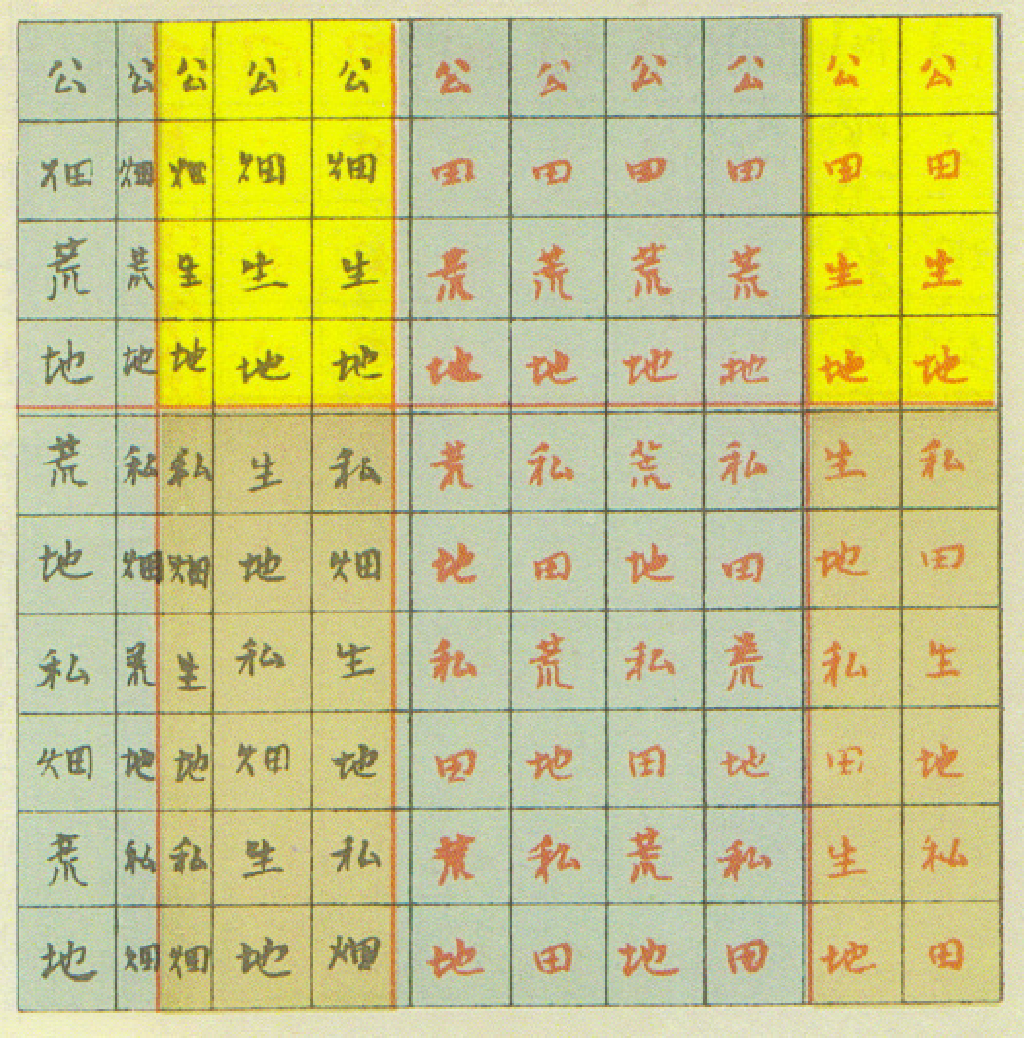 公 公 公 公 公 公 公 公 公 公 公
畑 畑 畑 畑 畑 田 田 田 田 田 田
荒 荒 生 生 生 荒 荒 荒 荒 生 生
地 地 地 地 地 地 地 地 地 地 地
荒 私 私 生 私 荒 私 荒 私 生 私
地 畑 畑 地 畑 地 田 地 田 地 田
私 荒 生 私 生 私 荒 私 荒 私 生
畑 地 地 畑 地 田 地 田 地 田 地
荒 私 私 生 私 荒 私 荒 私 生 私
地 畑 畑 地 畑 地 田 地 田 地 田